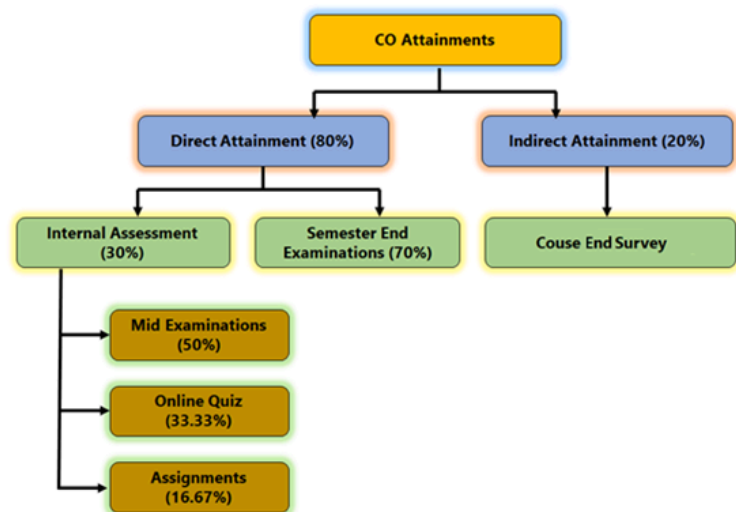 CO Attainments
Direct Attainment (80%)
Indirect Attainment (20%)
Internal Assessment
(30%)
Semester End
Examinations (70%)
Couse End Survey
Mid Examinations
(50%)
Online Quiz
(33.33%)
Assignments
(16.67%)